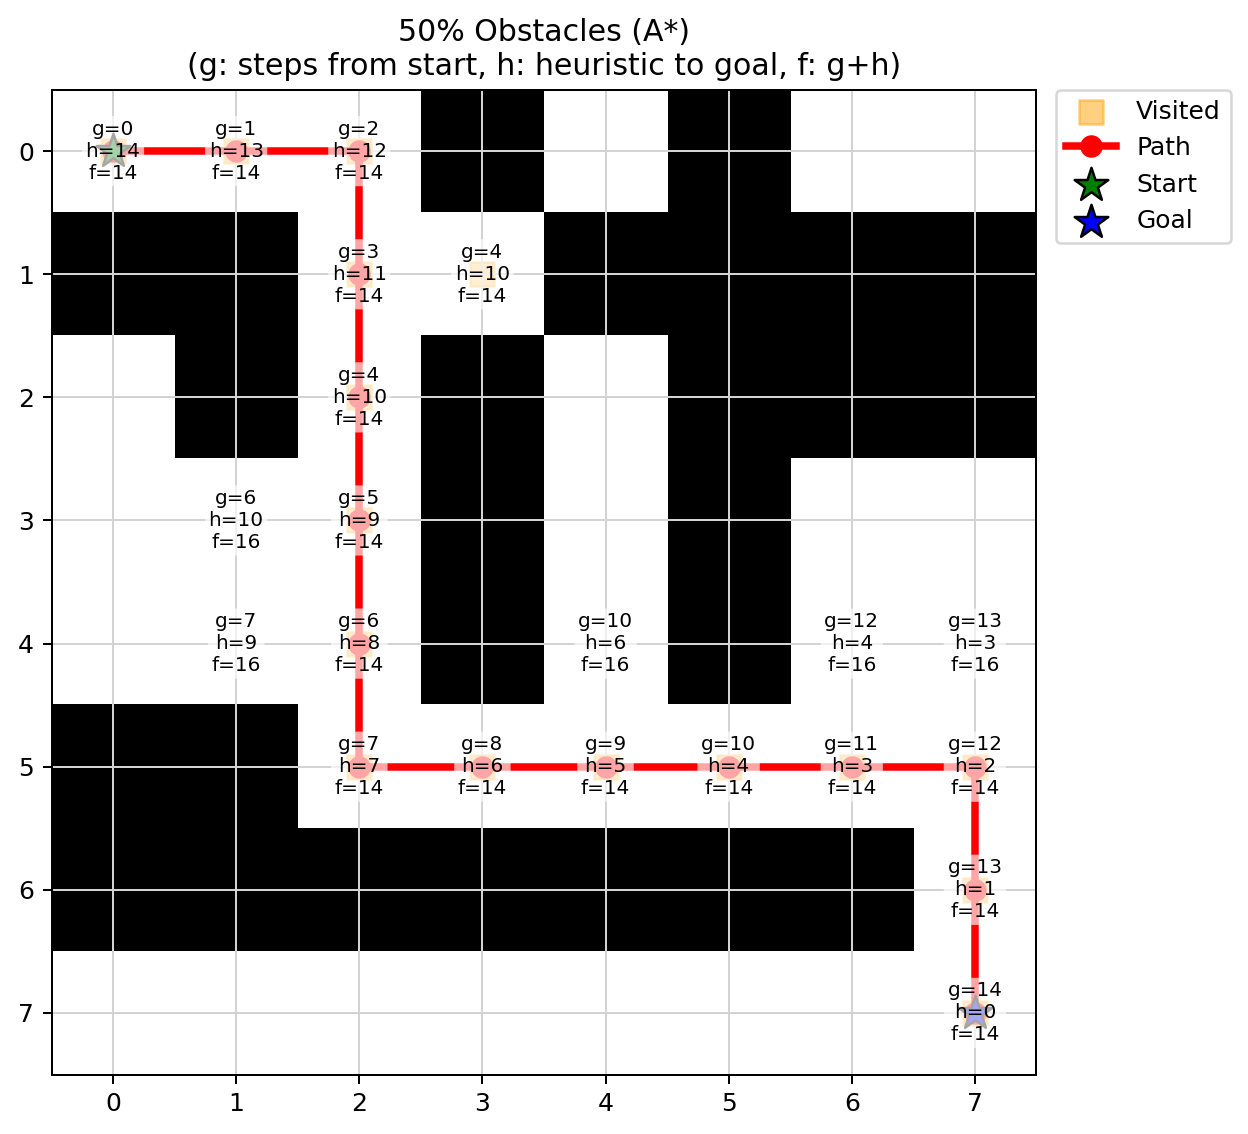 50% Obstacles (A*)
(g: steps from start, h: heuristic to goal, f: g+h)
Visited
Path
Start
Goal
0
g=0
h=14
f=14
g=1
h=13
f=14
g=2
h=12
f=14
1
g=3
h=11
f=14
g=4
h=10
f=14
2
g=4
h=10
f=14
3
g=6
h=10
f=16
g=5
h=9
f=14
4
g=7
h=9
f=16
g=6
h=8
f=14
g=10
h=6
f=16
g=12
h=4
f=16
g=13
h=3
f=16
5
g=7
h=7
f=14
g=8
h=6
f=14
g=9
h=5
f=14
g=10
h=4
f=14
g=11
h=3
f=14
g=12
h=2
f=14
6
g=13
h=1
f=14
7
g=14
h=0
f=14
0 1 2 3 4 5 6 7